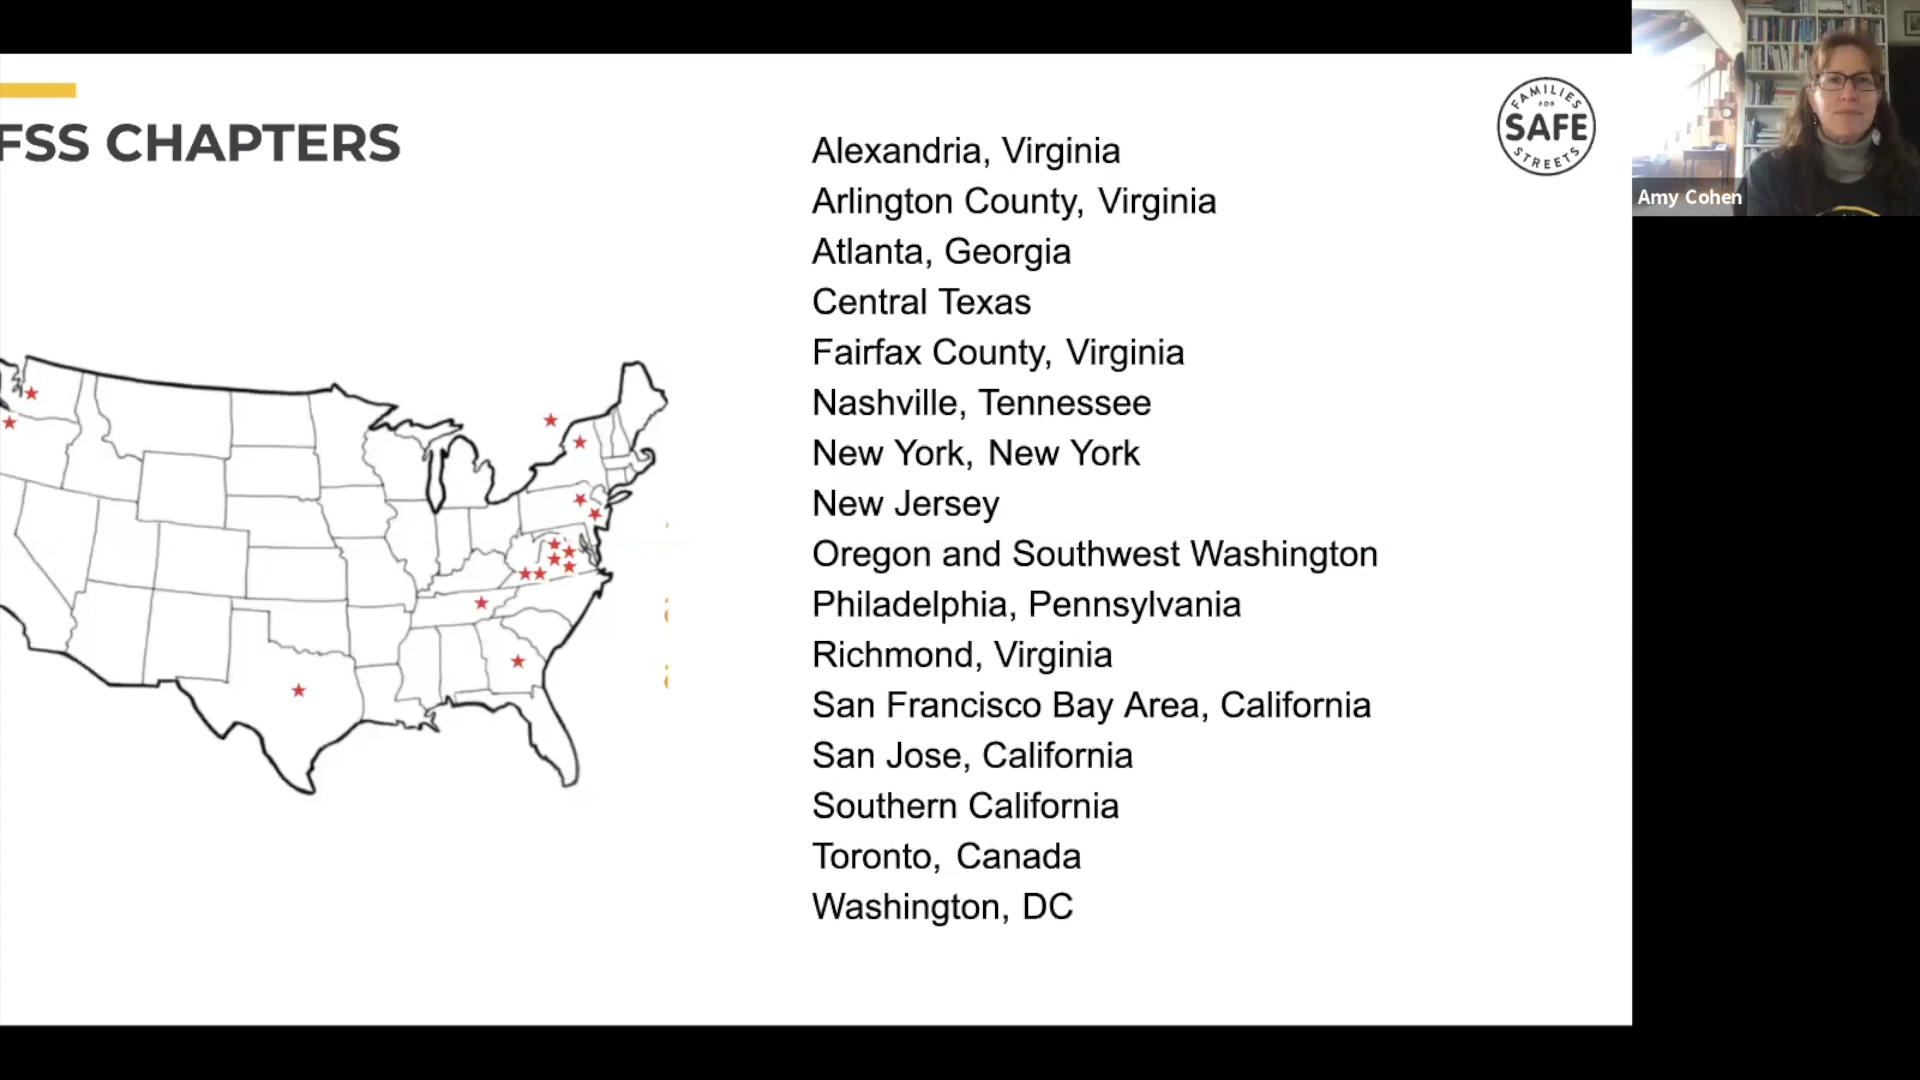 FSS CHAPTERS
Alexandria, Virginia
Arlington County, Virginia
Atlanta, Georgia
Central Texas
Fairfax County, Virginia
Nashville, Tennessee
New York, New York
New Jersey
Oregon and Southwest Washington
Philadelphia, Pennsylvania
Richmond, Virginia
San Francisco Bay Area, California
San Jose, California
Southern California
Toronto, Canada
Washington, DC
FAMILIES
FOR
SAFE
STREETS
Amy Cohen